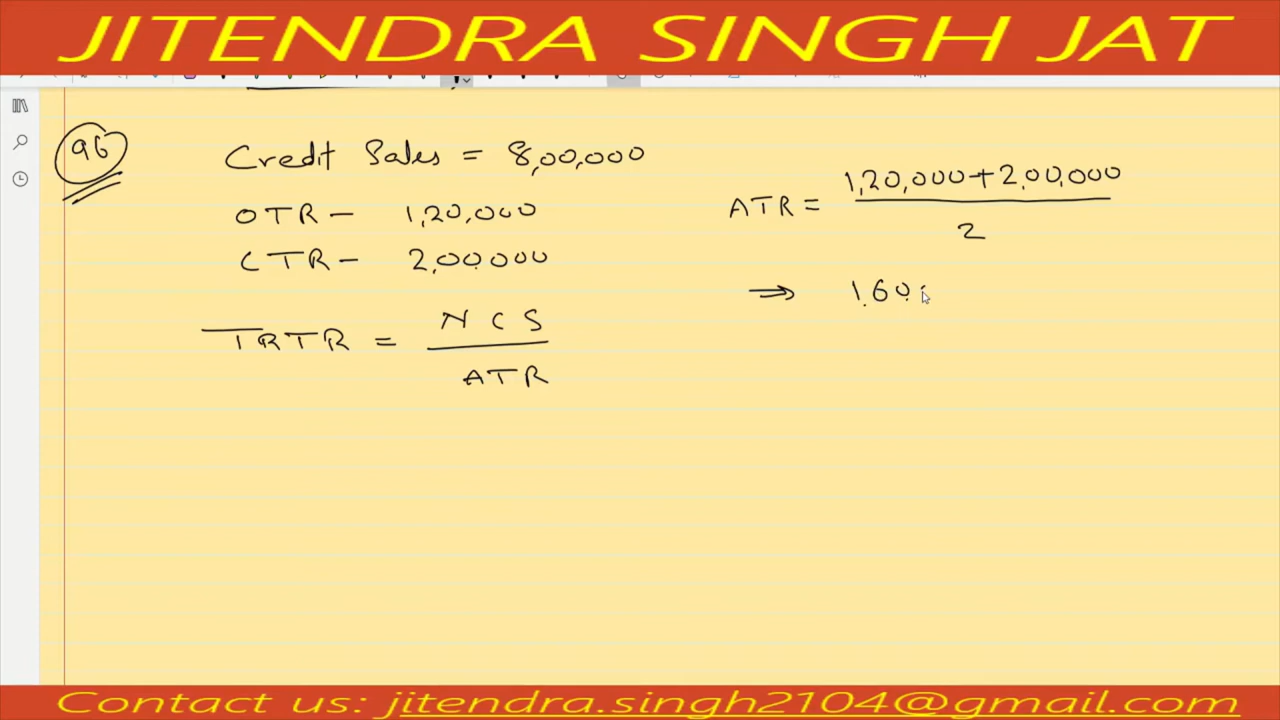 JITENDRA SINGH JAT
96
Credit Sales = 8,00,000
OTR - 1,20,000
CTR - 2,00,000
TRTR = NCS
ATR
ATR = 1,20,000 + 2,00,000
2
⇒ 1,60,
Contact us: jitendra.singh2104@gmail.com